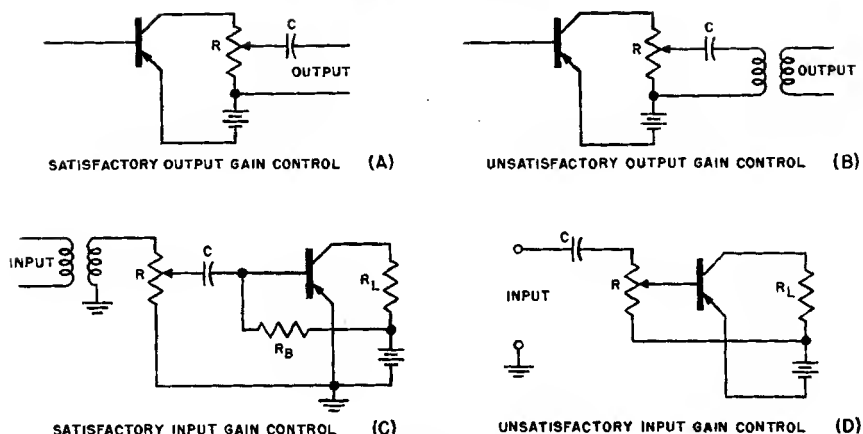 C
R
OUTPUT
SATISFACTORY OUTPUT GAIN CONTROL (A)
C
R
OUTPUT
UNSATISFACTORY OUTPUT GAIN CONTROL (B)
INPUT
R
C
RL
RB
SATISFACTORY INPUT GAIN CONTROL (C)
C
INPUT
R
RL
UNSATISFACTORY INPUT GAIN CONTROL (D)